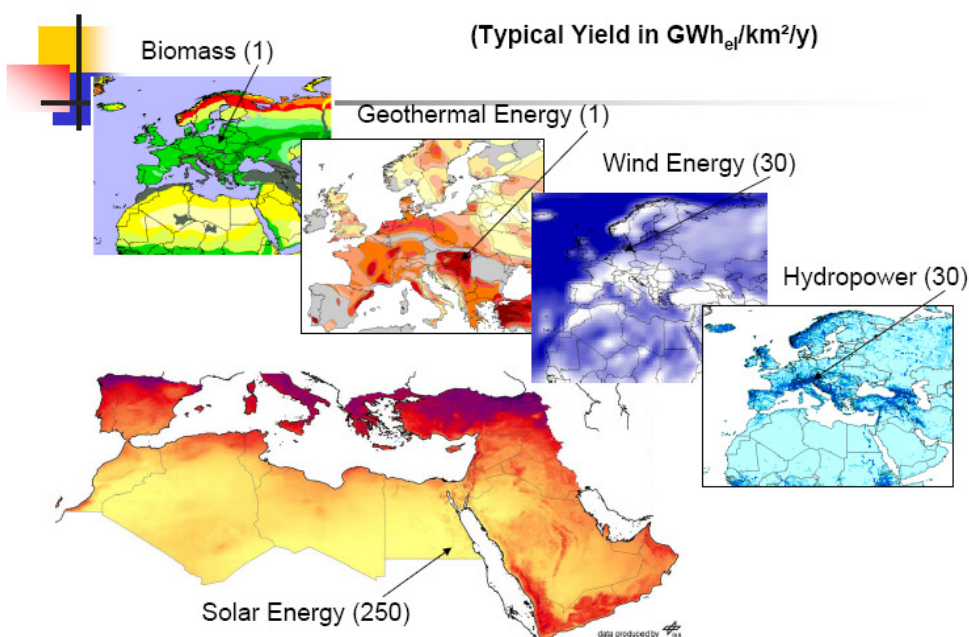 (Typical Yield in GWhel/km²/y)
Biomass (1)
Geothermal Energy (1)
Wind Energy (30)
Hydropower (30)
Solar Energy (250)
data produced by
DLR